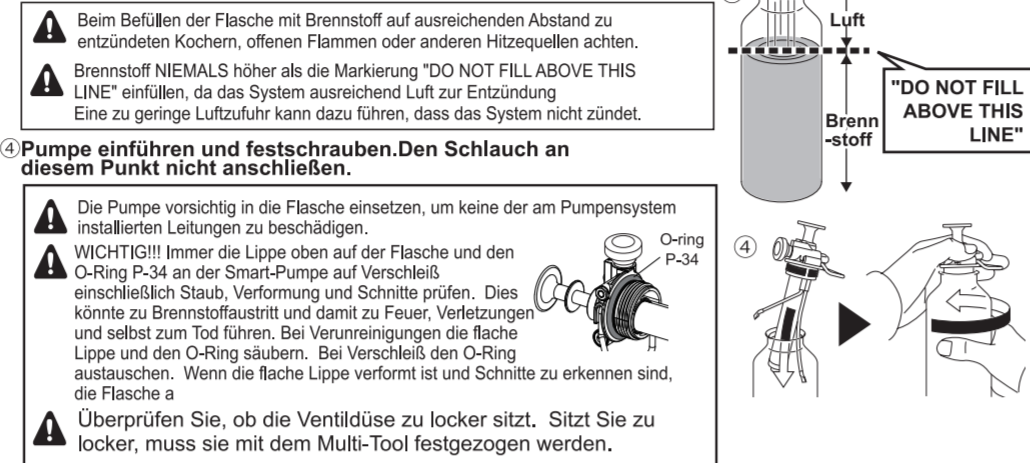 Beim Befüllen der Flasche mit Brennstoff auf ausreichenden Abstand zu
entzündeten Kochern, offenen Flammen oder anderen Hitzequellen achten.
Brennstoff NIEMALS höher als die Markierung "DO NOT FILL ABOVE THIS
LINE" einfüllen, da das System ausreichend Luft zur Entzündung
Eine zu geringe Luftzufuhr kann dazu führen, dass das System nicht zündet.
Luft
Brenn
-stoff
"DO NOT FILL
ABOVE THIS
LINE"
④Pumpe einführen und festschrauben.Den Schlauch an
diesem Punkt nicht anschließen.
Die Pumpe vorsichtig in die Flasche einsetzen, um keine der am Pumpensystem
installierten Leitungen zu beschädigen.
WICHTIG!!! Immer die Lippe oben auf der Flasche und den
O-Ring P-34 an der Smart-Pumpe auf Verschleiß
einschließlich Staub, Verformung und Schnitte prüfen. Dies
könnte zu Brennstoffaustritt und damit zu Feuer, Verletzungen
und selbst zum Tod führen. Bei Verunreinigungen die flache
Lippe und den O-Ring säubern. Bei Verschleiß den O-Ring
austauschen. Wenn die flache Lippe verformt ist und Schnitte zu erkennen sind,
die Flasche a
O-ring
P-34
Überprüfen Sie, ob die Ventildüse zu locker sitzt. Sitzt Sie zu
locker, muss sie mit dem Multi-Tool festgezogen werden.
④